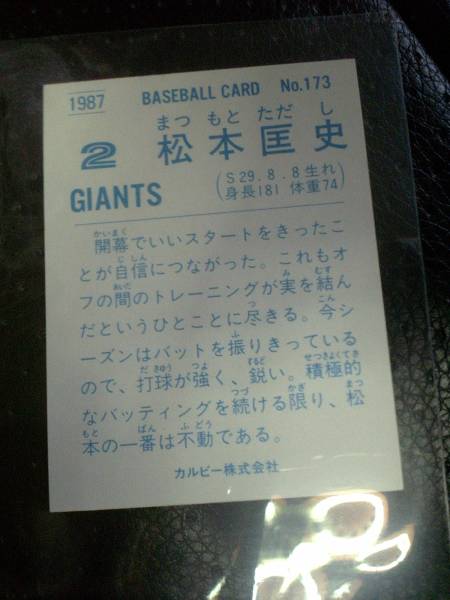 1987 BASEBALL CARD No.173
まつ もと ただ し
2 松本匡史
GIANTS
(S29.8.8生れ
身長181 体重74)
かいまく
開幕でいいスタートをきったこ
じしん
とが自信につながった。これもオ
あいだ み むす
フの間のトレーニングが実を結ん
つ こん
だというひとことに尽きる。今シ
ふ
ーズンはバットを振りきっている
だきゅう つよ するど せっきょくてき
ので、打球が強く、鋭い。積極的
つづ かぎ まつ
なバッティングを続ける限り、松
もと ばん ふどう
本の一番は不動である。
カルビー株式会社